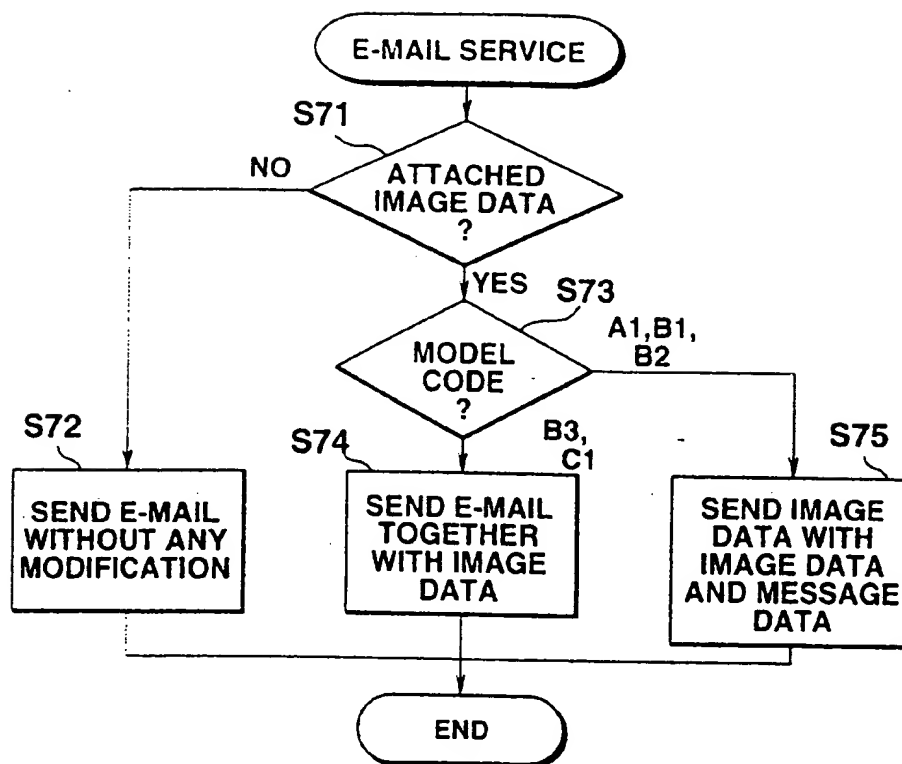 E-MAIL SERVICE
S71
NO
ATTACHED
IMAGE DATA
?
YES
S73
A1,B1,
B2
MODEL
CODE
?
S72
S74
B3,
C1
S75
SEND E-MAIL
WITHOUT ANY
MODIFICATION
SEND E-MAIL
TOGETHER
WITH IMAGE
DATA
SEND IMAGE
DATA WITH
IMAGE DATA
AND MESSAGE
DATA
END